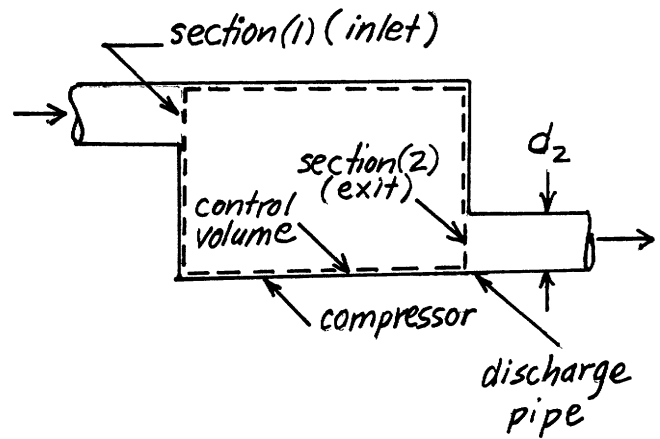 section(1) (inlet)
d2
section(2)
(exit)
control
volume
compressor
discharge
pipe